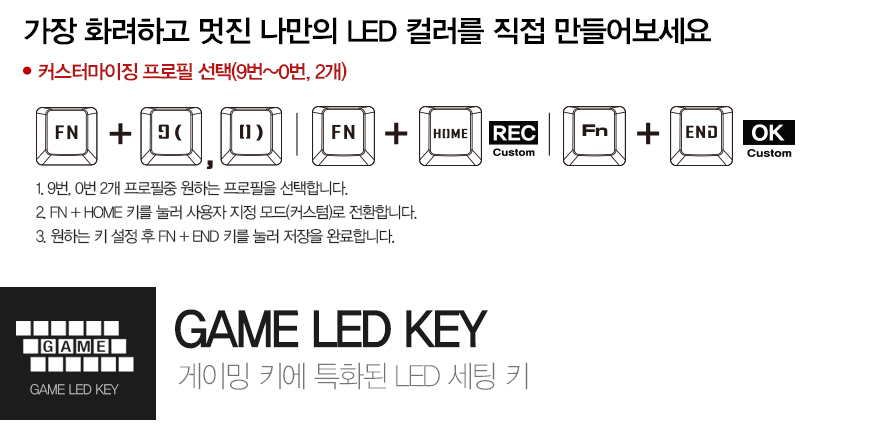 가장 화려하고 멋진 나만의 LED 컬러를 직접 만들어보세요
• 커스터마이징 프로필 선택(9번~0번, 2개)
FN + 9 ( , 0 ) | FN + HOME REC Custom | Fn + END OK Custom
1. 9번, 0번 2개 프로필중 원하는 프로필을 선택합니다.
2. FN + HOME 키를 눌러 사용자 지정 모드(커스텀)로 전환합니다.
3. 원하는 키 설정 후 FN + END 키를 눌러 저장을 완료합니다.
GAME
GAME LED KEY
GAME LED KEY
게이밍 키에 특화된 LED 세팅 키